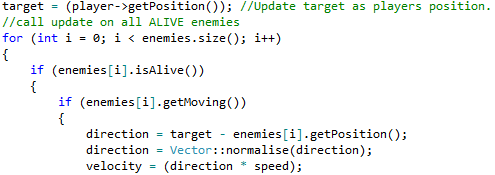 target = (player->getPosition()); //Update target as players position.
//call update on all ALIVE enemies
for (int i = 0; i < enemies.size(); i++)
{
    if (enemies[i].isAlive())
    {
        if (enemies[i].getMoving())
        {
            direction = target - enemies[i].getPosition();
            direction = Vector::normalise(direction);
            velocity = (direction * speed);